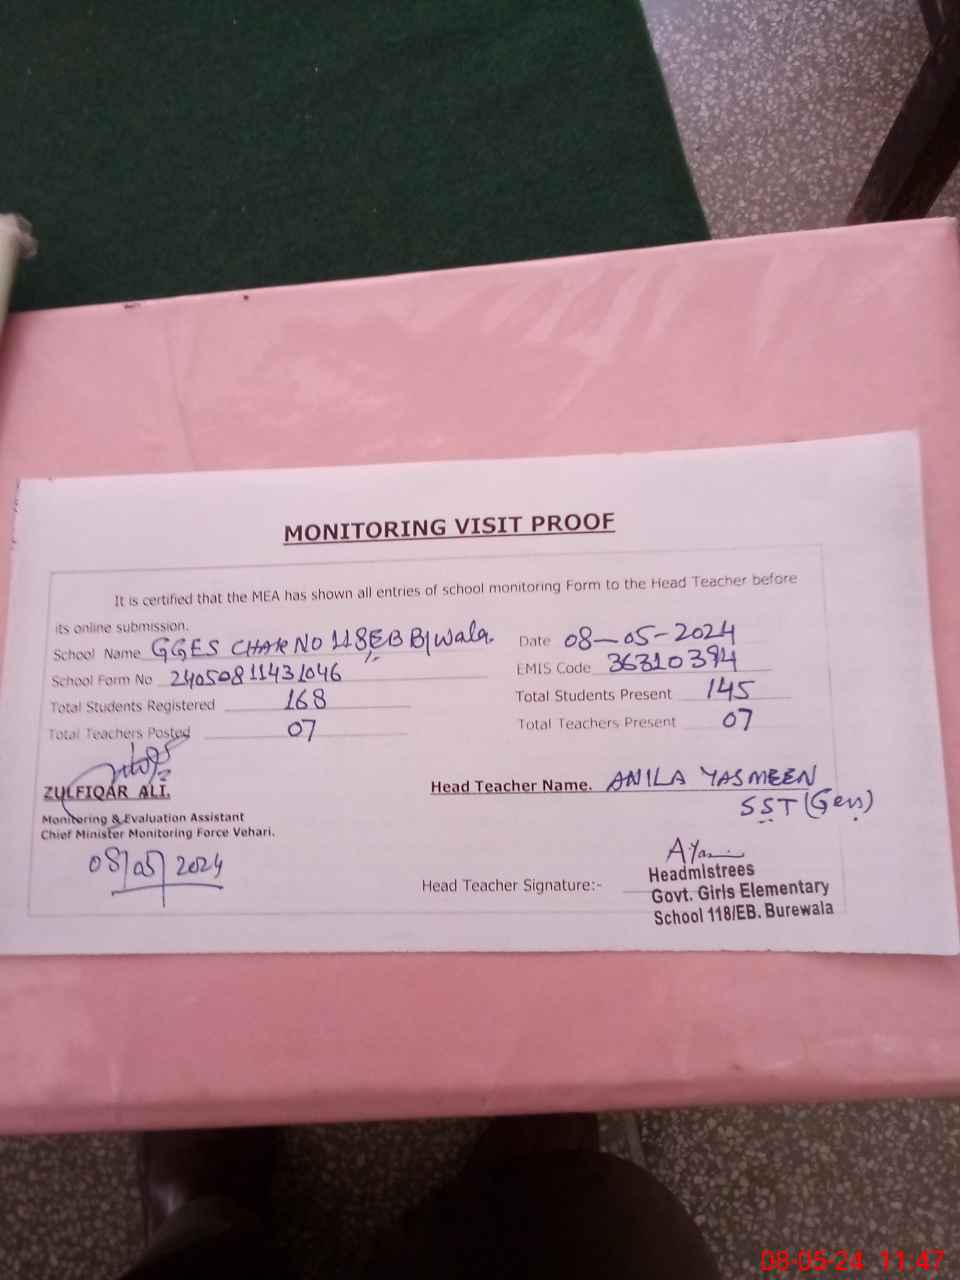 MONITORING VISIT PROOF
It is certified that the MEA has shown all entries of school monitoring Form to the Head Teacher before
its online submission.
School Name GGES CHAK NO 118EB B/wala.
Date 08-05-2024
School Form No 24050811431046
EMIS Code 36310394
Total Students Registered 168
Total Students Present 145
Total Teachers Posted 07
Total Teachers Present 07
ZULFIQAR ALI.
Head Teacher Name. ANILA YASMEEN
SST (Gen)
Monitoring & Evaluation Assistant
Chief Minister Monitoring Force Vehari.
08/05/2024
Head Teacher Signature:-
Headmistrees
Govt. Girls Elementary
School 118/EB. Burewala
08-05-24 11:47